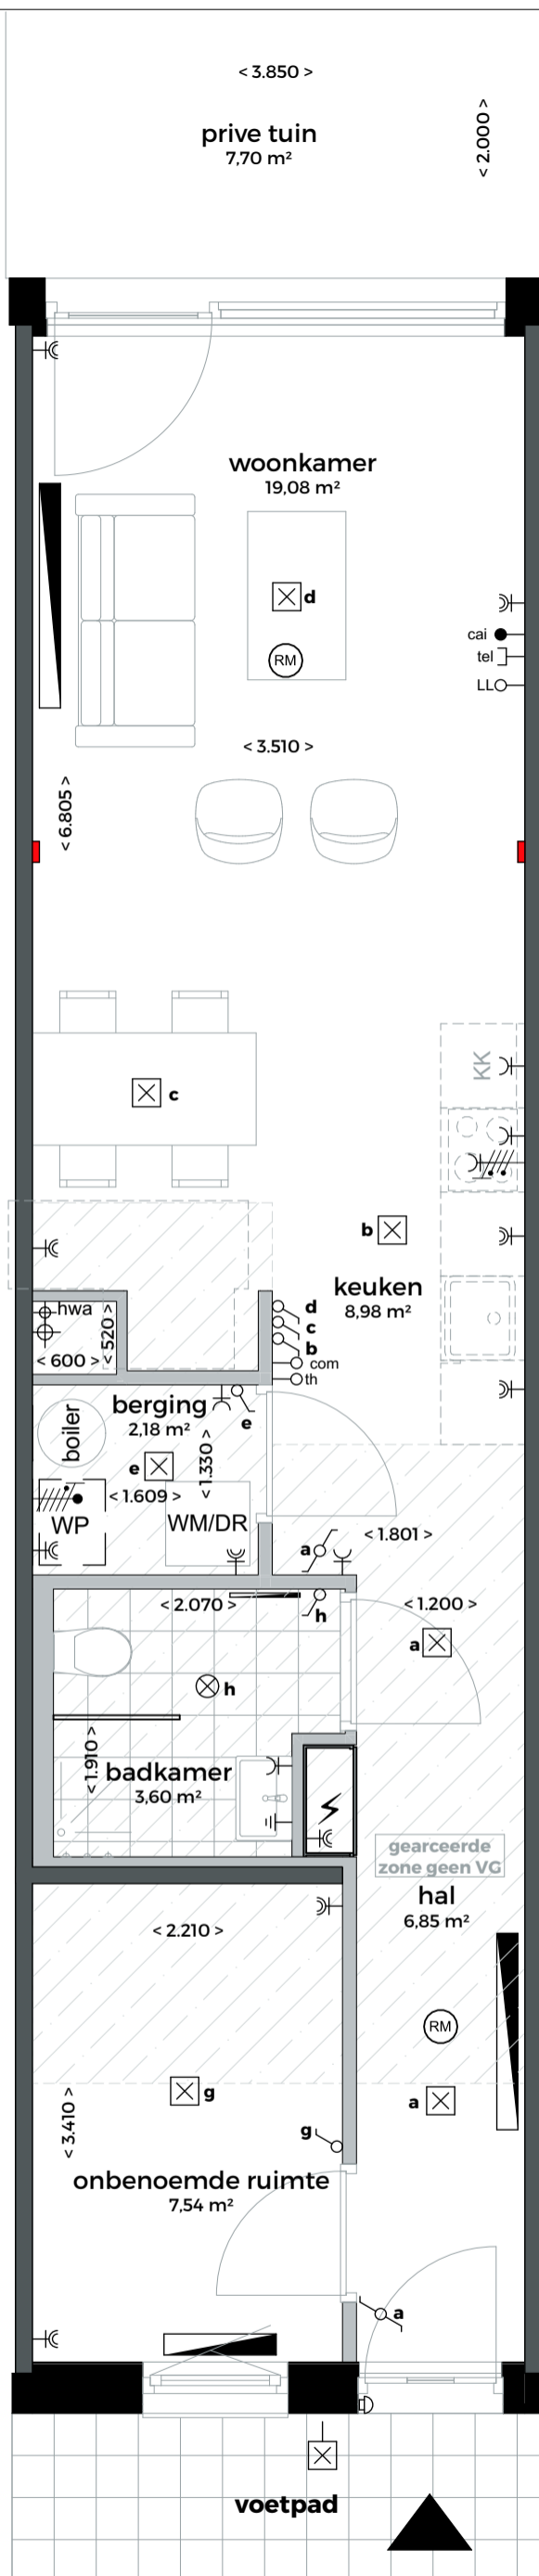 < 3.850 >
prive tuin
7,70 m²
< 2.000 >
woonkamer
19,08 m²
d
RM
cai
tel
LL
< 3.510 >
< 6.805 >
KK
c
b
keuken
8,98 m²
hwa
< 520 >
< 600 >
d
c
b
com
th
berging
2,18 m²
e
boiler
e
< 1.330 >
< 1.609 >
WP
WM/DR
a
< 1.801 >
< 2.070 >
h
< 1.200 >
a
h
< 1.910 >
badkamer
3,60 m²
gearceerde
zone geen VG
hal
6,85 m²
< 2.210 >
RM
g
a
g
< 3.410 >
onbenoemde ruimte
7,54 m²
a
voetpad